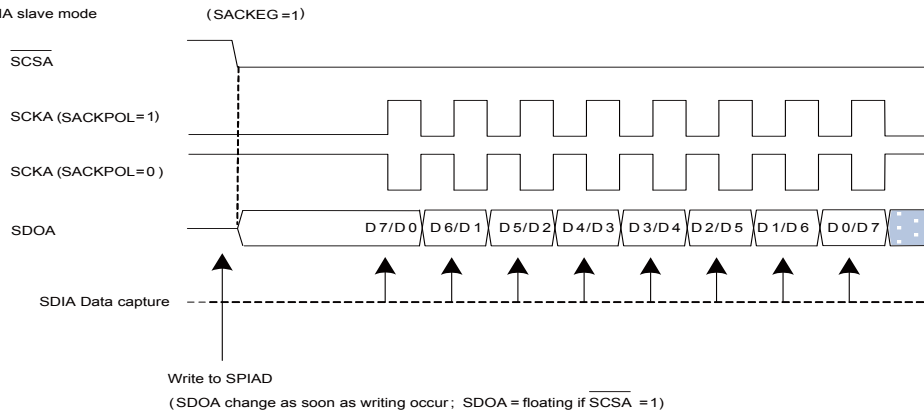 slave mode (SACKEG=1)
SCSA
SCKA (SACKPOL=1)
SCKA (SACKPOL=0)
SDOA D7/D0 D6/D1 D5/D2 D4/D3 D3/D4 D2/D5 D1/D6 D0/D7
SDIA Data capture
Write to SPIAD
(SDOA change as soon as writing occur; SDOA = floating if SCSA =1)